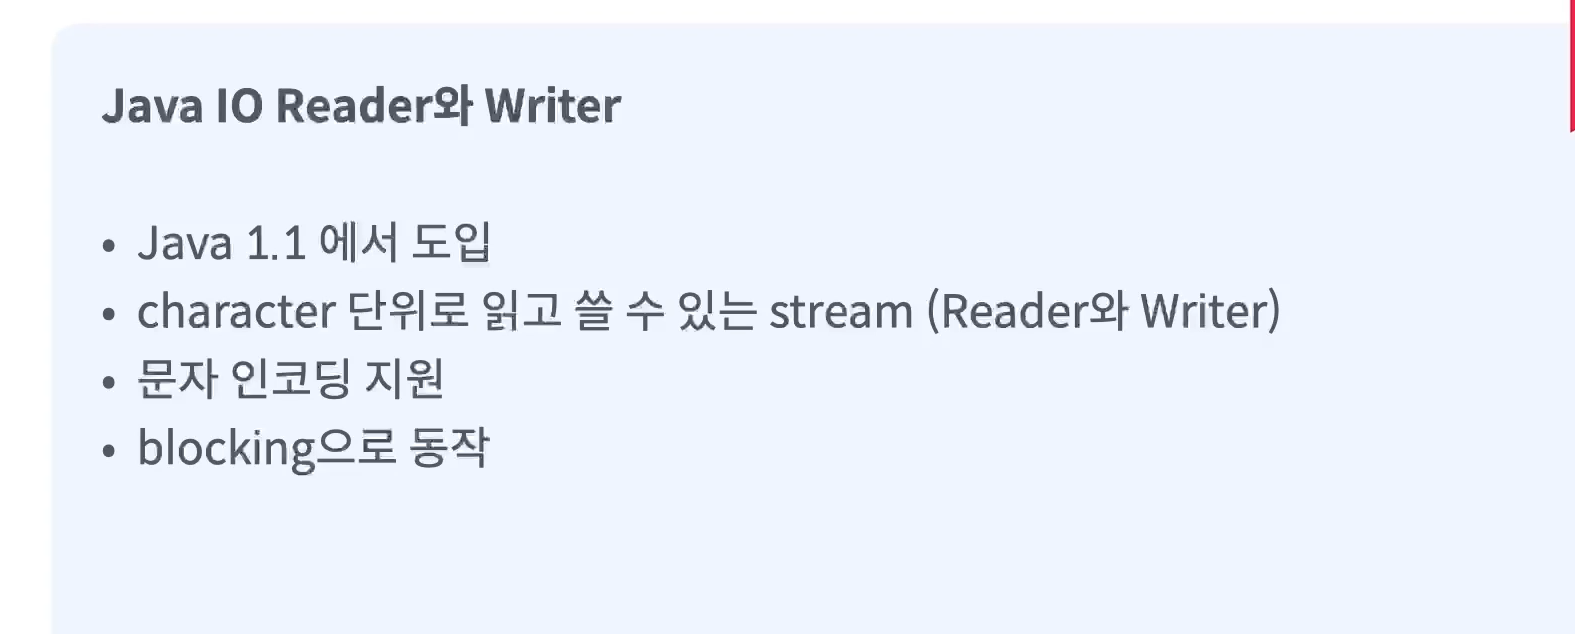 Java IO Reader와 Writer
• Java 1.1 에서 도입
• character 단위로 읽고 쓸 수 있는 stream (Reader와 Writer)
• 문자 인코딩 지원
• blocking으로 동작